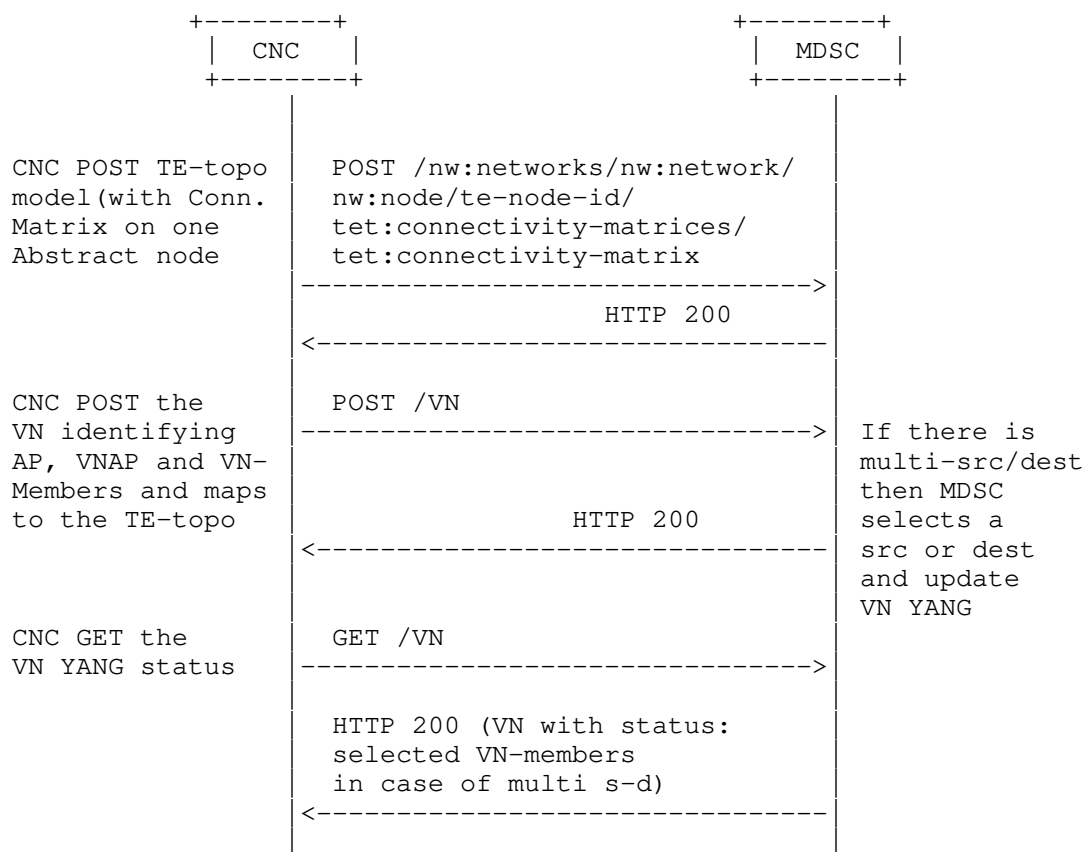 CNC MDSC
CNC POST TE-topo POST /nw:networks/nw:network/
model(with Conn. nw:node/te-node-id/
Matrix on one tet:connectivity-matrices/
Abstract node tet:connectivity-matrix
HTTP 200
CNC POST the POST /VN
VN identifying If there is
AP, VNAP and VN- multi-src/dest
Members and maps then MDSC
to the TE-topo HTTP 200 selects a
src or dest
and update
VN YANG
CNC GET the GET /VN
VN YANG status
HTTP 200 (VN with status:
selected VN-members
in case of multi s-d)